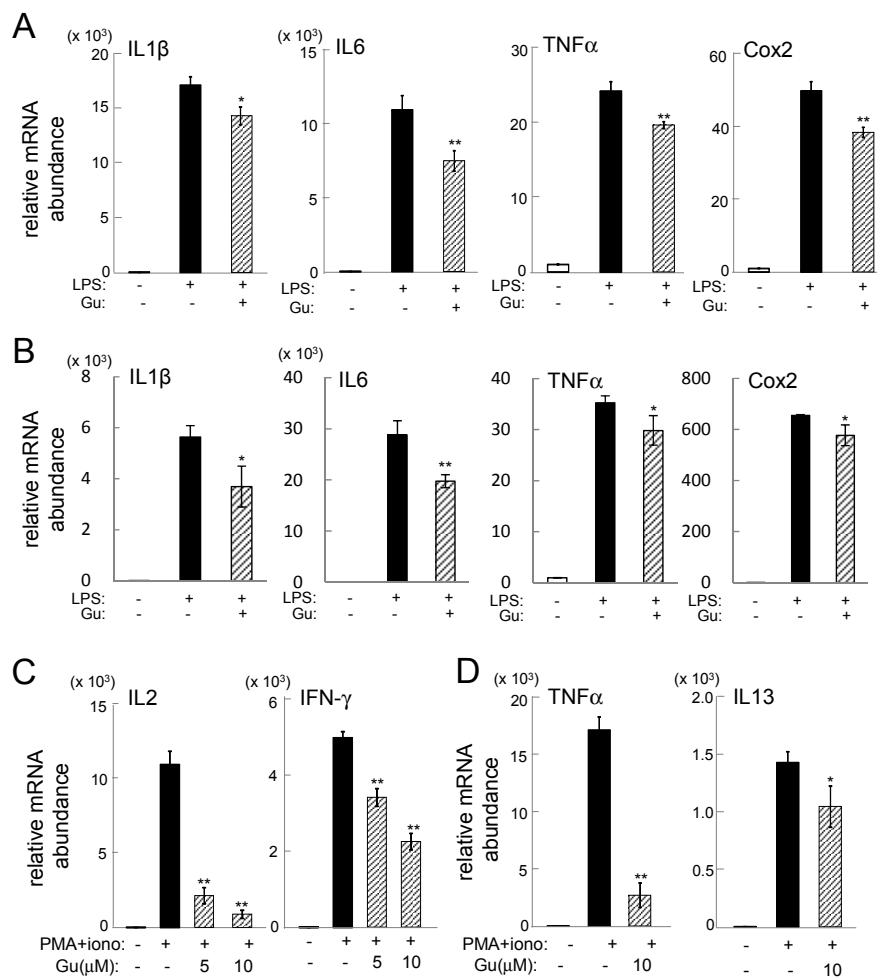 A
(x 10³) IL1β
IL6
(x 10³)
TNFα
Cox2
relative mRNA
abundance
20
15
10
5
0
15
10
5
0
30
20
10
0
60
40
20
0
*
**
**
**
LPS: - + +
Gu: - - +
LPS: - + +
Gu: - - +
LPS: - + +
Gu: - - +
LPS: - + +
Gu: - - +
B
(x 10³) IL1β
(x 10³) IL6
TNFα
Cox2
relative mRNA
abundance
8
6
4
2
0
40
30
20
10
0
40
30
20
10
0
800
600
400
200
0
*
**
*
*
LPS: - + +
Gu: - - +
LPS: - + +
Gu: - - +
LPS: - + +
Gu: - - +
LPS: - + +
Gu: - - +
C
(x 10³) IL2
(x 10³) IFN-γ
relative mRNA
abundance
15
10
5
0
6
4
2
0
**
**
**
**
PMA+iono: - + + +
Gu(μM): - - 5 10
- + + +
- - 5 10
D
(x 10³) TNFα
(x 10³) IL13
relative mRNA
abundance
20
15
10
5
0
2.0
1.5
1.0
0.5
0
**
*
PMA+iono: - + +
Gu(μM): - - 10
- + +
- - 10